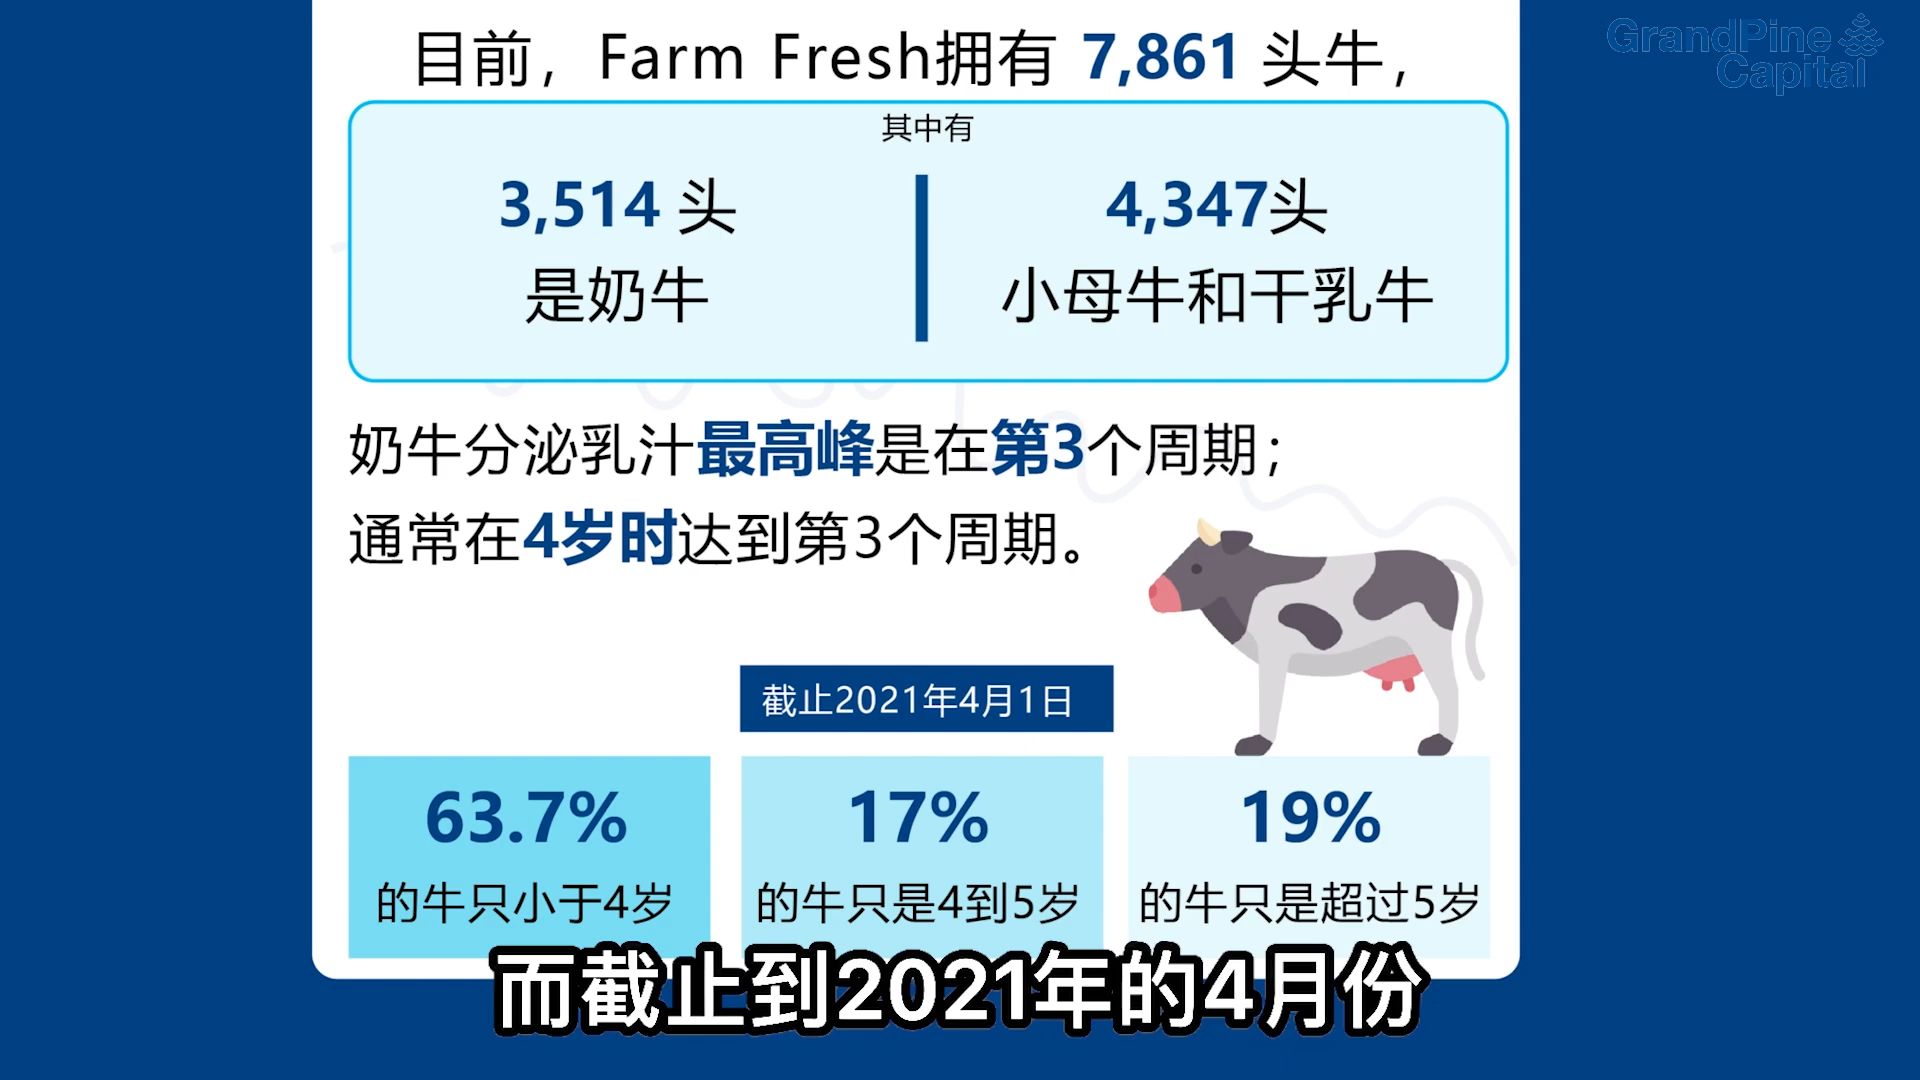 目前，Farm Fresh拥有 7,861 头牛，
GrandPine
Capital
其中有
3,514 头
是奶牛
4,347头
小母牛和干乳牛
奶牛分泌乳汁最高峰是在第3个周期；
通常在4岁时达到第3个周期。
截止2021年4月1日
63.7%
的牛只小于4岁
17%
的牛只是4到5岁
19%
的牛只是超过5岁
而截止到2021年的4月份